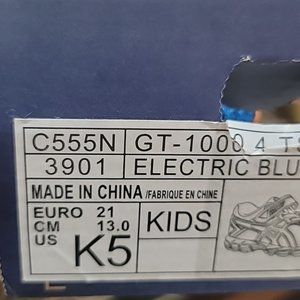 C555N GT-1000 4 TS
3901 ELECTRIC BLU
MADE IN CHINA /FABRIQUE EN CHINE
EURO 21
CM 13.0
US K5
KIDS